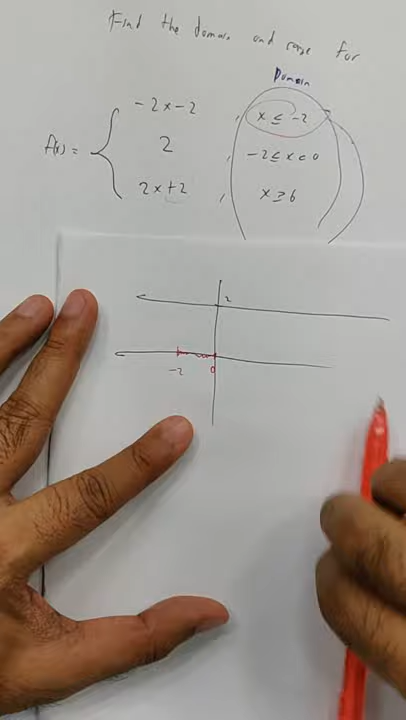 Find the domain and range for
Domain
f(x) = { -2x-2 , x ≤ -2
2 , -2 ≤ x < 0
2x+2 , x ≥ 6
2
-2 0